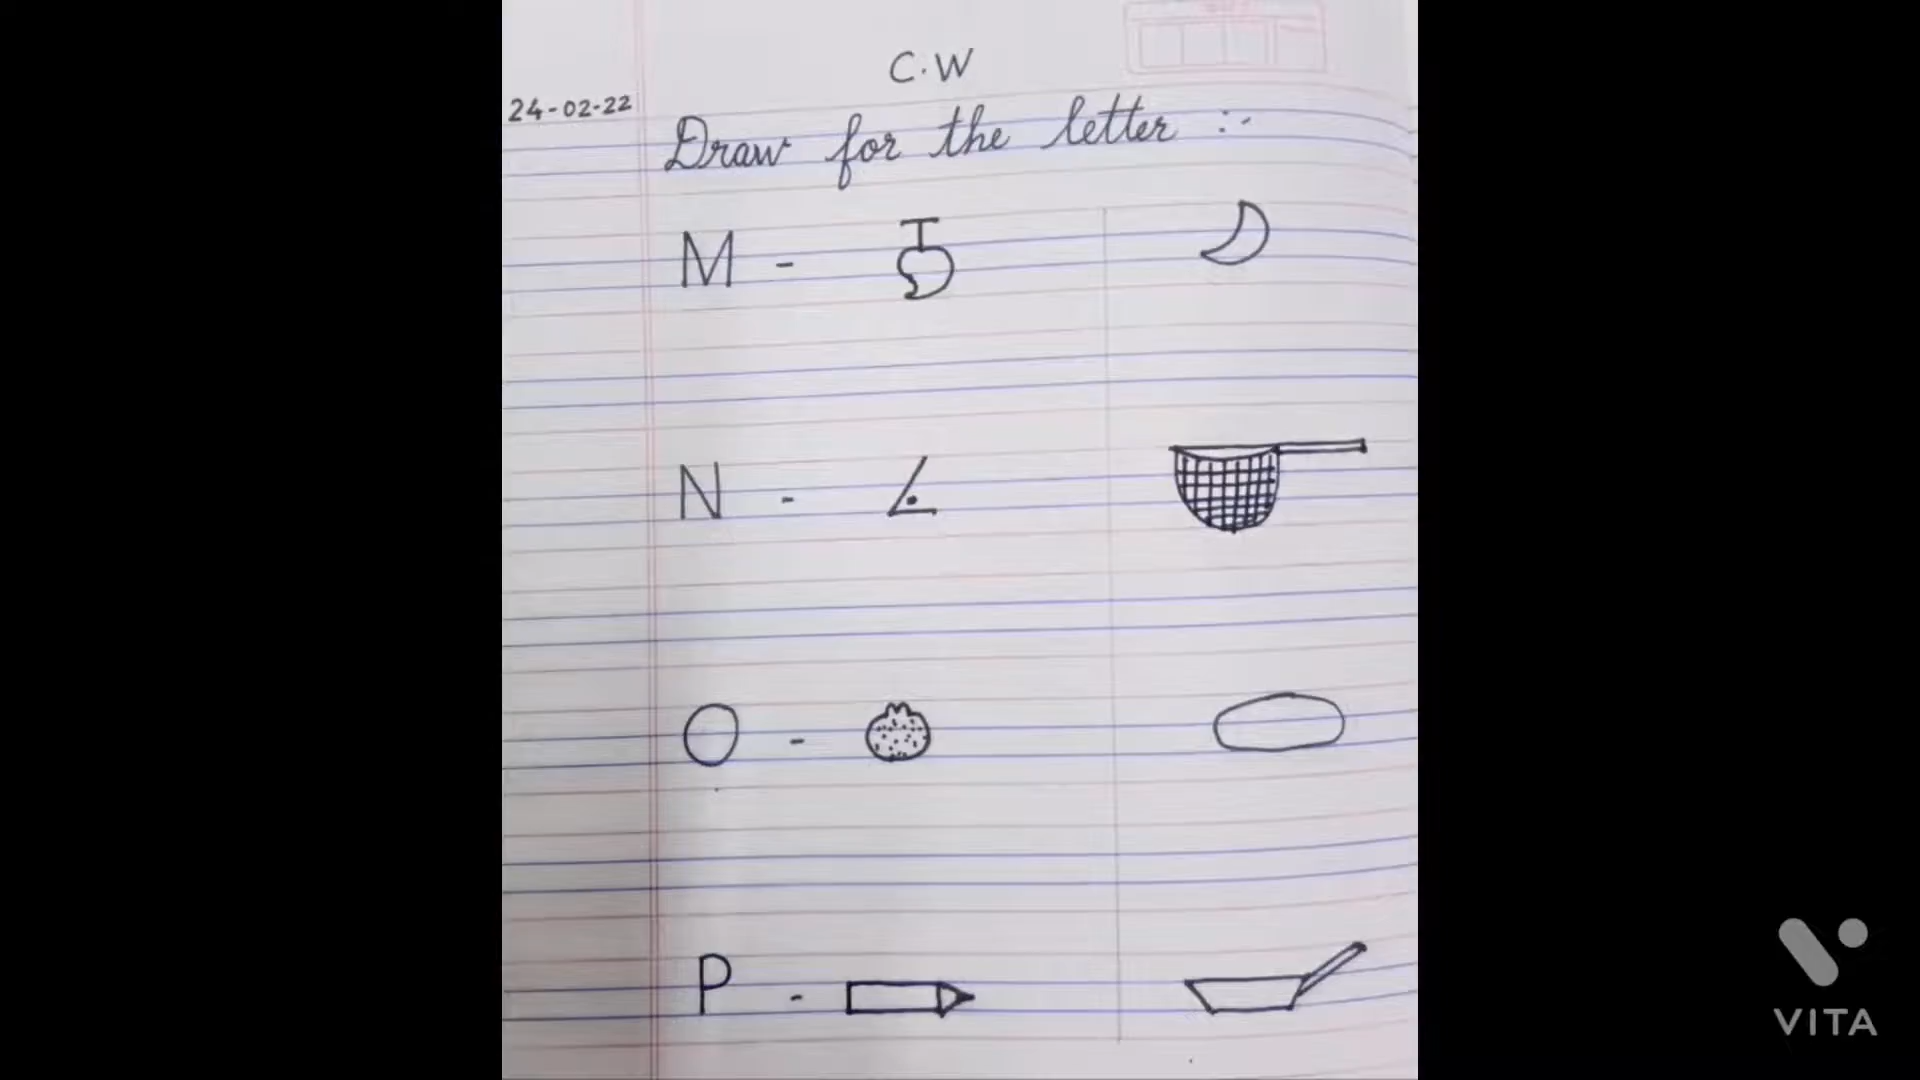 C.W
24-02-22
Draw for the letter :-
M -
N -
O -
P -
VITA